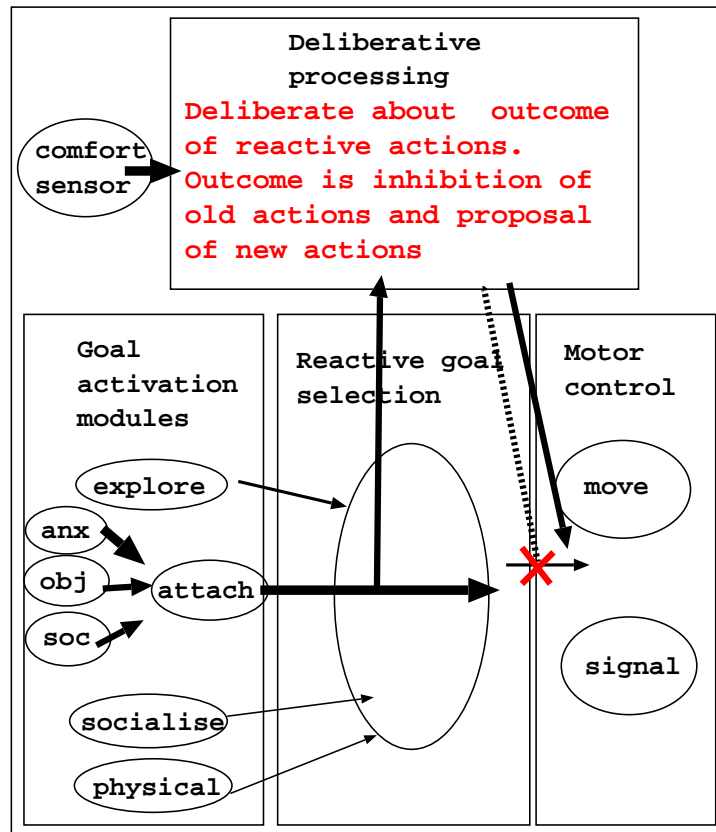 Deliberative
processing
Deliberate about outcome
of reactive actions.
Outcome is inhibition of
old actions and proposal
of new actions
comfort
sensor
Goal
activation
modules
Reactive goal
selection
Motor
control
explore
anx
obj
soc
attach
socialise
physical
move
signal